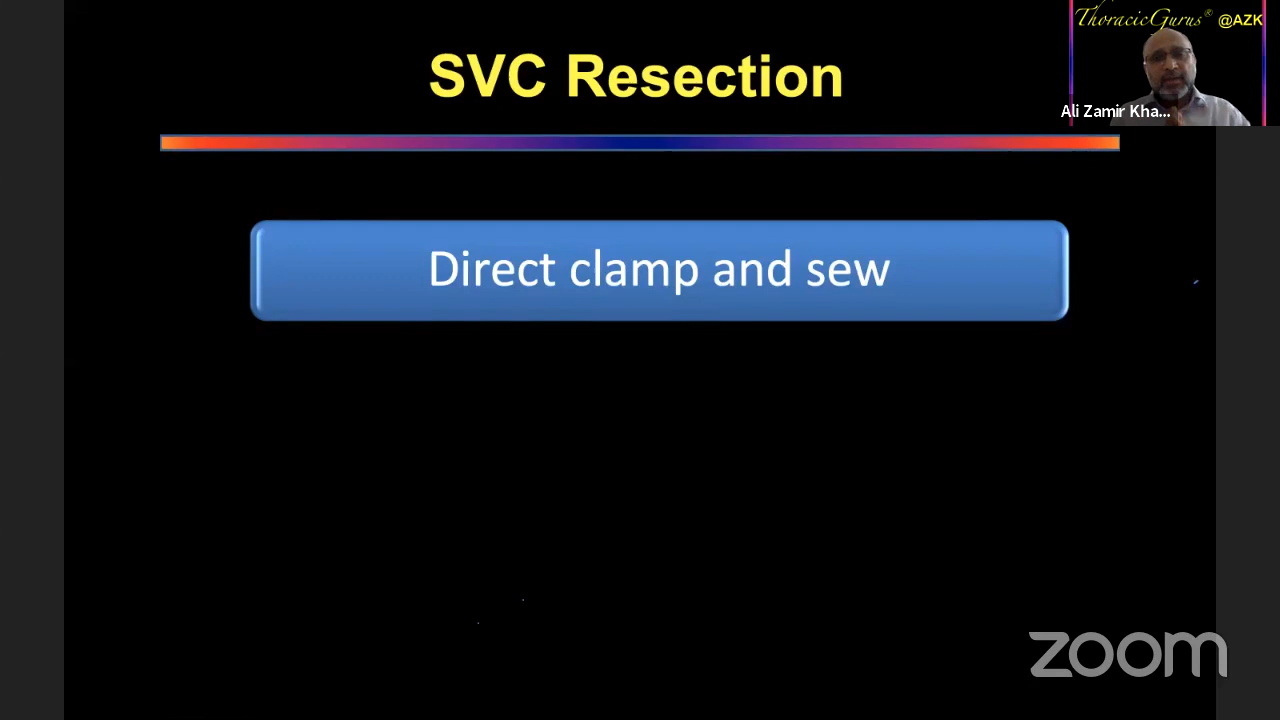 ThoracicGurus® @AZK
SVC Resection
Ali Zamir Kha...
Direct clamp and sew
zoom